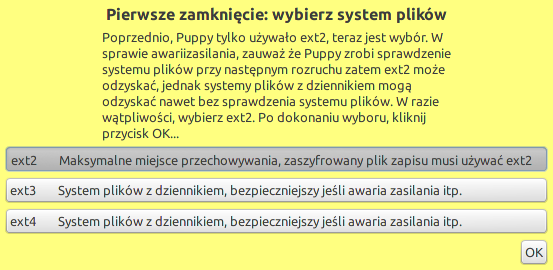 Pierwsze zamknięcie: wybierz system plików
Poprzednio, Puppy tylko używało ext2, teraz jest wybór. W
sprawie awariizasilania, zauważ że Puppy zrobi sprawdzenie
systemu plików przy następnym rozruchu zatem ext2 może
odzyskać, jednak systemy plików z dziennikiem mogą
odzyskać nawet bez sprawdzenia systemu plików. W razie
wątpliwości, wybierz ext2. Po dokonaniu wyboru, kliknij
przycisk OK...
ext2 Maksymalne miejsce przechowywania, zaszyfrowany plik zapisu musi używać ext2
ext3 System plików z dziennikiem, bezpieczniejszy jeśli awaria zasilania itp.
ext4 System plików z dziennikiem, bezpieczniejszy jeśli awaria zasilania itp.
OK